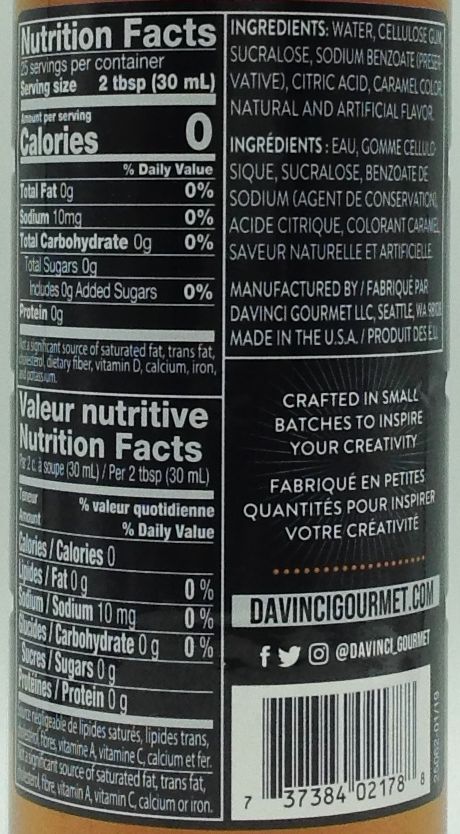 Nutrition Facts
25 servings per container
Serving size 2 tbsp (30 mL)
Amount per serving
Calories 0
% Daily Value
Total Fat 0g 0%
Sodium 10mg 0%
Total Carbohydrate 0g 0%
Total Sugars 0g
Includes 0g Added Sugars 0%
Protein 0g
Not a significant source of saturated fat, trans fat,
cholesterol, dietary fiber, vitamin D, calcium, iron,
and potassium.
Valeur nutritive
Nutrition Facts
Per 2 c. à soupe (30 mL) / Per 2 tbsp (30 mL)
Teneur % valeur quotidienne
Amount % Daily Value
Calories / Calories 0
Lipides / Fat 0 g 0 %
Sodium / Sodium 10 mg 0 %
Glucides / Carbohydrate 0 g 0 %
Sucres / Sugars 0 g
Protéines / Protein 0 g
Source négligeable de lipides saturés, lipides trans,
cholestérol, fibres, vitamine A, vitamine C, calcium et fer.
Not a significant source of saturated fat, trans fat,
cholesterol, fibre, vitamin A, vitamin C, calcium or iron.
INGREDIENTS: WATER, CELLULOSE GUM,
SUCRALOSE, SODIUM BENZOATE (PRESER-
VATIVE), CITRIC ACID, CARAMEL COLOR,
NATURAL AND ARTIFICIAL FLAVOR.
INGRÉDIENTS : EAU, GOMME CELLULO-
SIQUE, SUCRALOSE, BENZOATE DE
SODIUM (AGENT DE CONSERVATION),
ACIDE CITRIQUE, COLORANT CARAMEL,
SAVEUR NATURELLE ET ARTIFICIELLE.
MANUFACTURED BY / FABRIQUÉ PAR
DAVINCI GOURMET LLC, SEATTLE, WA
MADE IN THE U.S.A. / PRODUIT DES É.U.
CRAFTED IN SMALL
BATCHES TO INSPIRE
YOUR CREATIVITY
FABRIQUÉ EN PETITES
QUANTITÉS POUR INSPIRER
VOTRE CRÉATIVITÉ
DAVINCIGOURMET.COM
@DAVINCI_GOURMET
7 37384 02178 8
25062-01/19